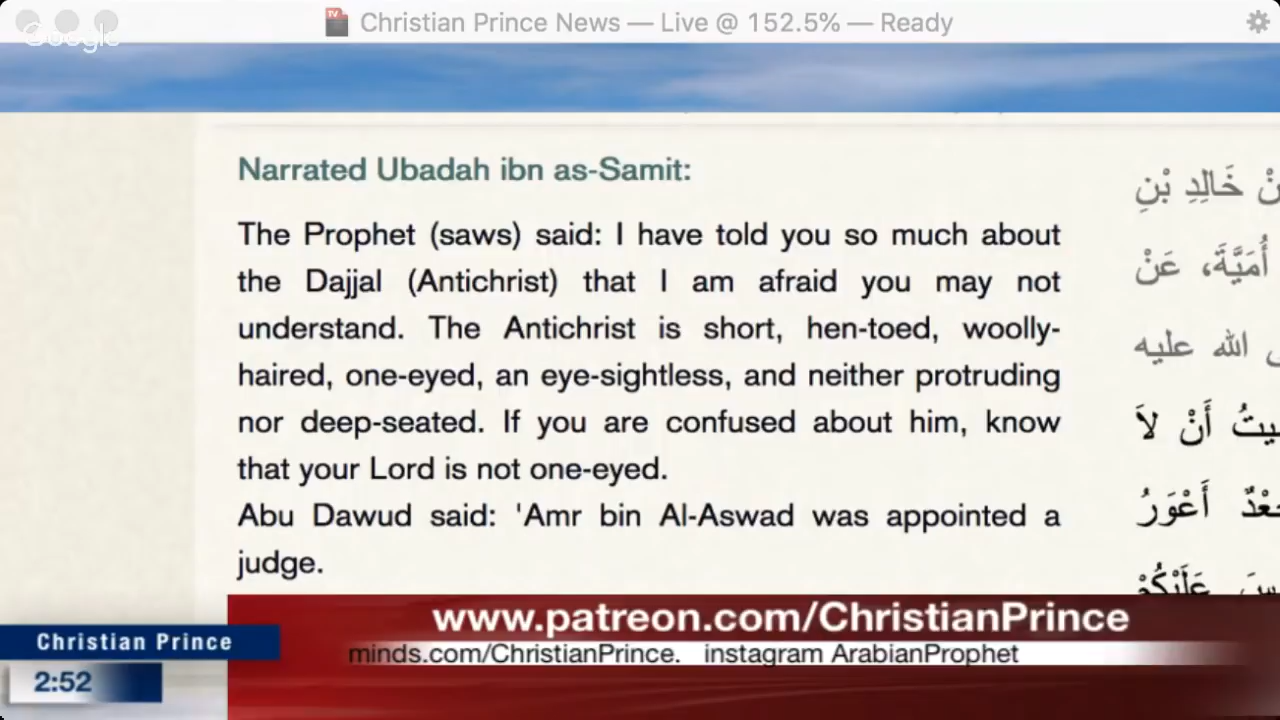 Christian Prince News — Live @ 152.5% — Ready
Google
Narrated Ubadah ibn as-Samit:
The Prophet (saws) said: I have told you so much about
the Dajjal (Antichrist) that I am afraid you may not
understand. The Antichrist is short, hen-toed, woolly-
haired, one-eyed, an eye-sightless, and neither protruding
nor deep-seated. If you are confused about him, know
that your Lord is not one-eyed.
Abu Dawud said: 'Amr bin Al-Aswad was appointed a
judge.
خَالِدِ بْنِ
أُمَيَّةَ، عَنْ
الله عليه
أَنْ لاَ
أَعْوَرُ
عَلَيْكُمْ
www.patreon.com/ChristianPrince
minds.com/ChristianPrince. instagram ArabianProphet
Christian Prince
2:52